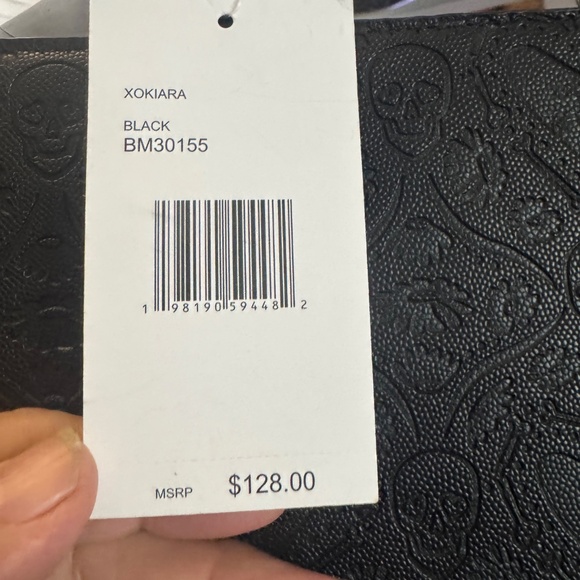 XOKIARA
BLACK
BM30155
1 98190 59448 2
MSRP $128.00